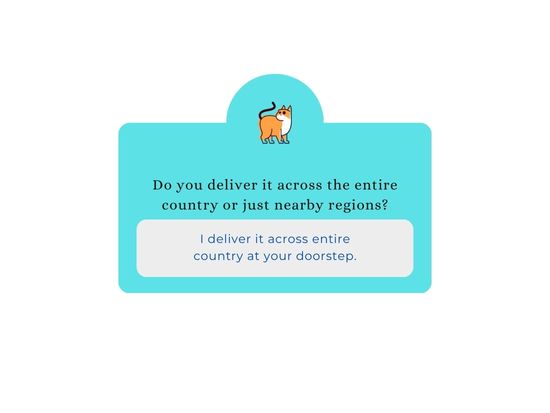 Do you deliver it across the entire
country or just nearby regions?
I deliver it across entire
country at your doorstep.